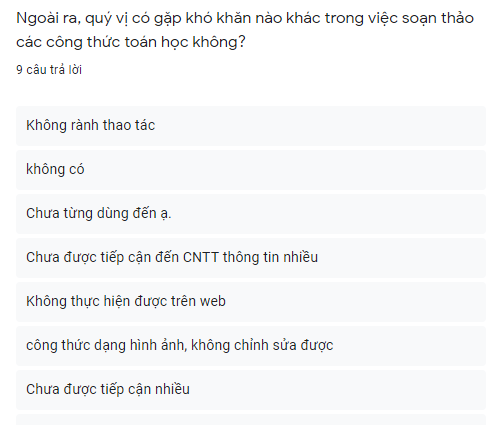 Ngoài ra, quý vị có gặp khó khăn nào khác trong việc soạn thảo
các công thức toán học không?
9 câu trả lời
Không rành thao tác
không có
Chưa từng dùng đến ạ.
Chưa được tiếp cận đến CNTT thông tin nhiều
Không thực hiện được trên web
công thức dạng hình ảnh, không chỉnh sửa được
Chưa được tiếp cận nhiều